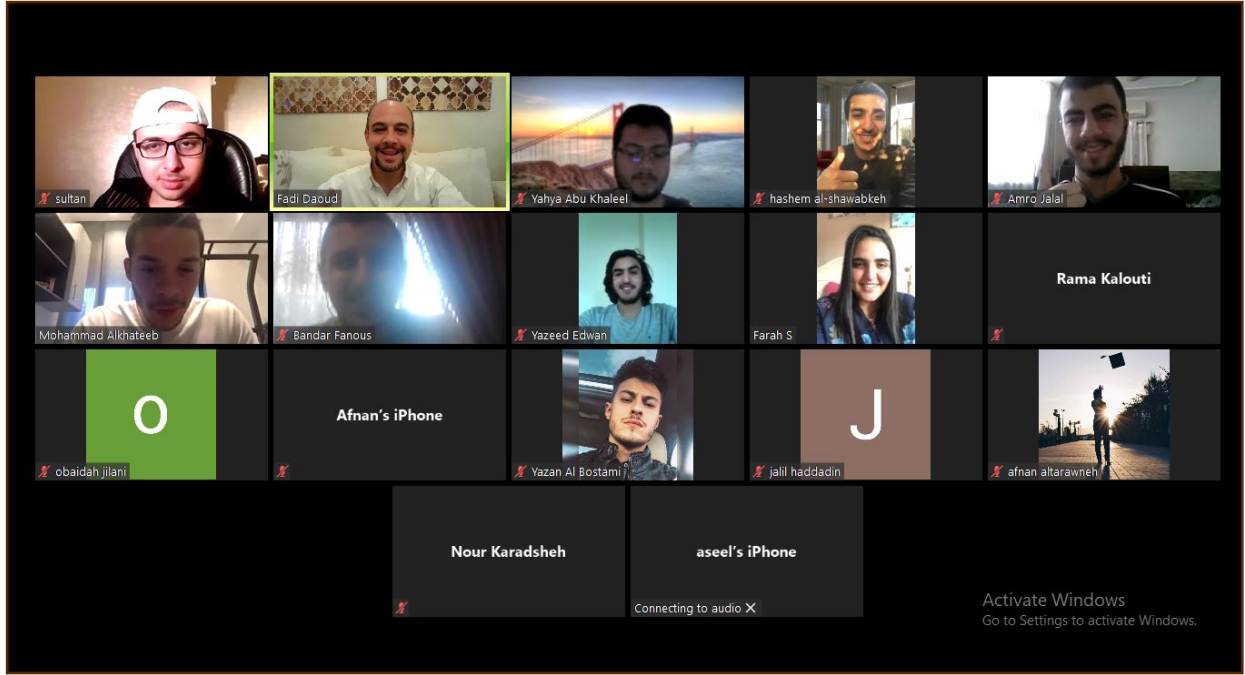 sultan
Fadi Daoud
Yahya Abu Khaleel
hashem al-shawabkeh
Amro Jalal
Mohammad Alkhateeb
Bandar Fanous
Yazeed Edwan
Farah S
Rama Kalouti
O
obaidah jilani
Afnan's iPhone
Yazan Al Bostami
J
jalil haddadin
afnan altarawneh
Nour Karadsheh
aseel's iPhone
Connecting to audio
Activate Windows
Go to Settings to activate Windows.